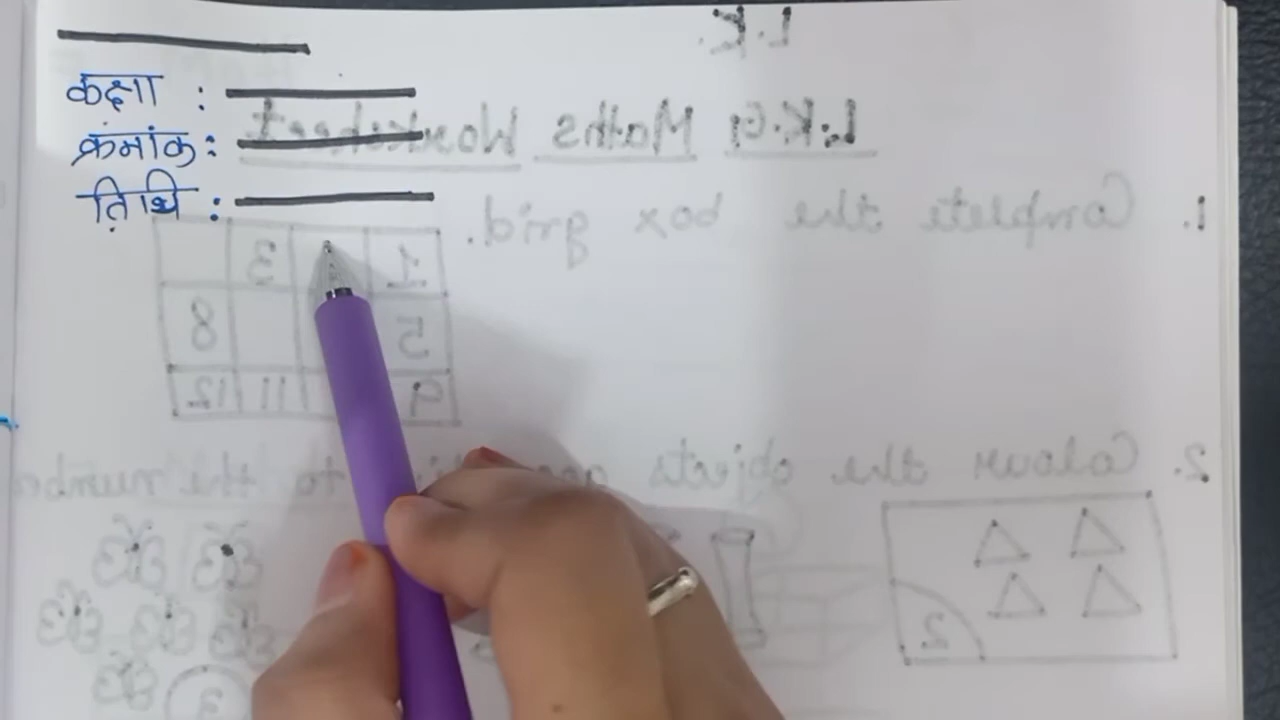 कक्षा :
क्रमांक :
तिथि :
L.K.
L.K.G Maths Worksheet
1. Complete the box grid.
1 3
5 8
9 11 12
2. Colour the objects to the number
2
3